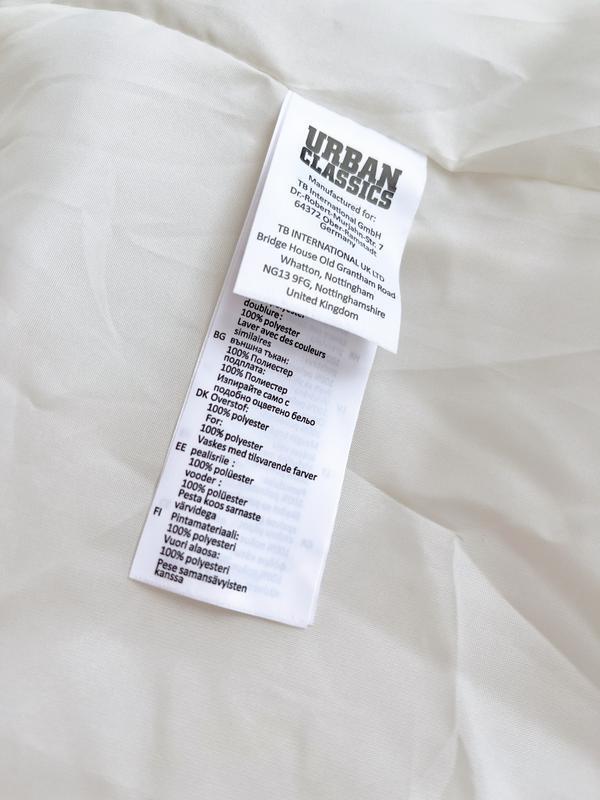 URBAN
CLASSICS
Manufactured for:
TB International GmbH
Dr.-Robert-Murjahn-Str. 7
64372 Ober-Ramstadt
Germany
TB INTERNATIONAL UK LTD
Bridge House Old Grantham Road
Whatton, Nottingham
NG13 9FG, Nottinghamshire
United Kingdom
doublure:
100% polyester
Laver avec des couleurs
similaires
BG външна тъкан:
100% Полиестер
подплата:
100% Полиестер
Изпирайте само с
подобно оцветено бельо
DK Overstof:
100% polyester
For:
100% polyester
Vaskes med tilsvarende farver
EE pealisriie :
100% polüester
vooder :
100% polüester
Pesta koos sarnaste
värvidega
FI Pintamateriaali:
100% polyesteri
Vuori alaosa:
100% polyesteri
Pese samansävyisten
kanssa